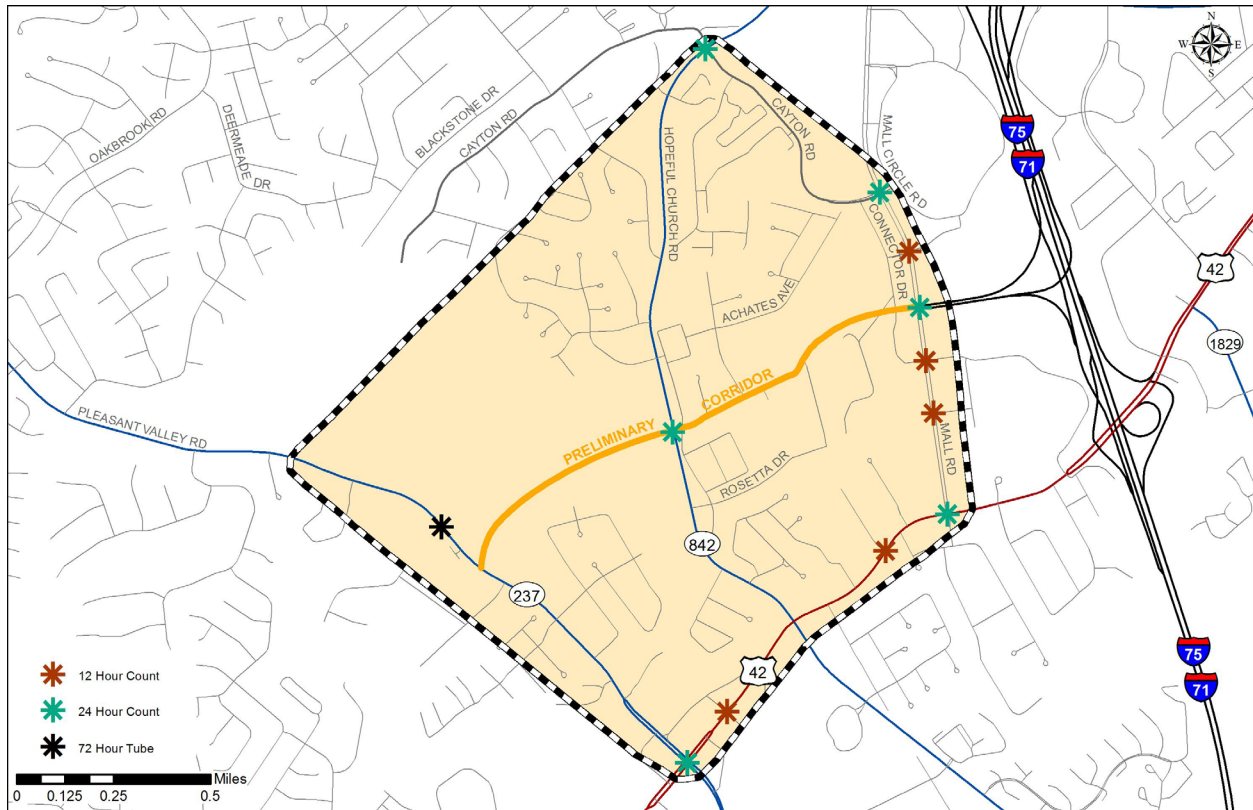 N
W E
S
OAKBROOK RD
DEERMEADE DR
BLACKSTONE DR
CAYTON RD
HOPEFUL CHURCH RD
CAYTON RD
MALL CIRCLE RD
CONNECTOR DR
75
71
42
1829
ACHATES AVE
PRELIMINARY CORRIDOR
PLEASANT VALLEY RD
ROSETTA DR
MALL RD
842
237
42
75
71
12 Hour Count
24 Hour Count
72 Hour Tube
Miles
0 0.125 0.25 0.5